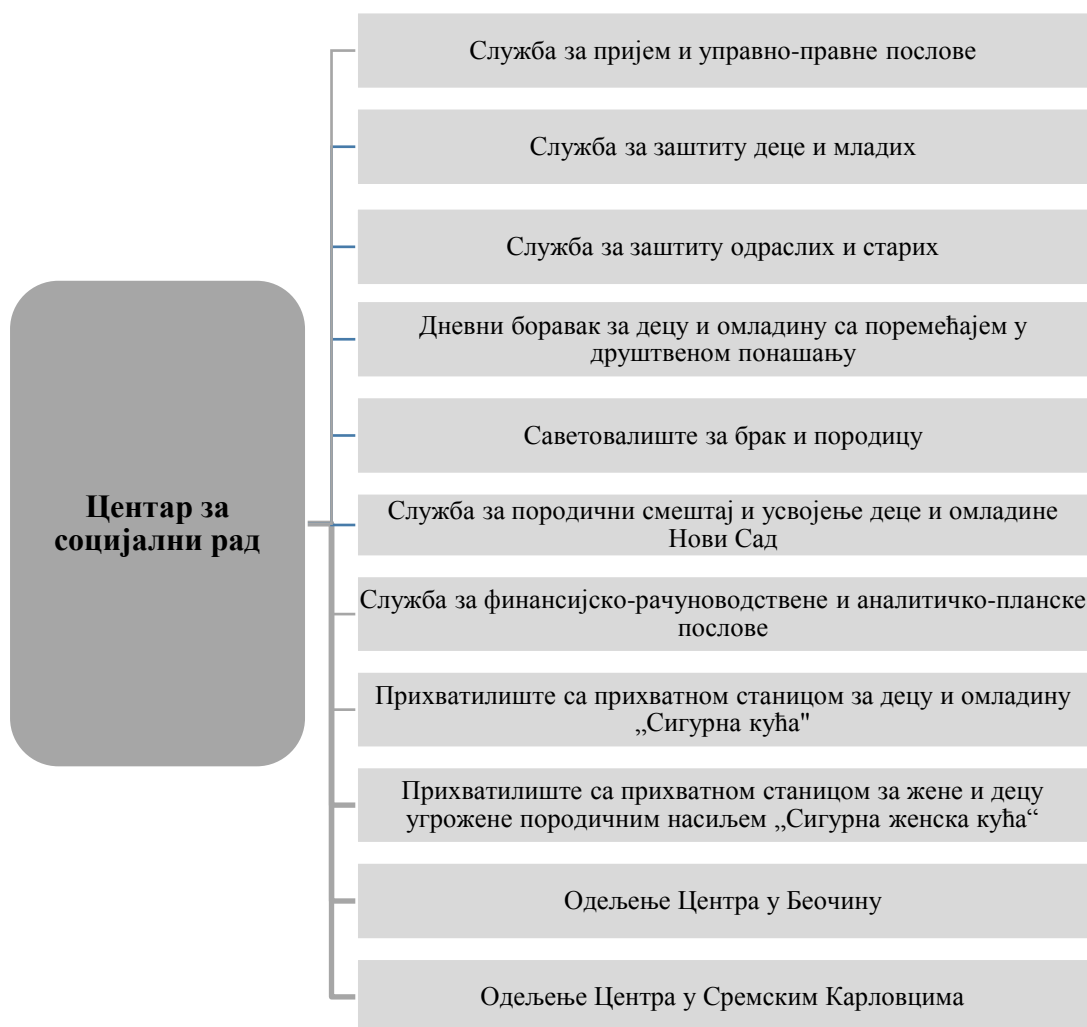 Служба за пријем и управно-правне послове
Служба за заштиту деце и младих
Служба за заштиту одраслих и старих
Дневни боравак за децу и омладину са поремећајем у
друштвеном понашању
Саветовалиште за брак и породицу
Центар за
социјални рад
Служба за породични смештај и усвојење деце и омладине
Нови Сад
Служба за финансијско-рачуноводствене и аналитичко-планске
послове
Прихватилиште са прихватном станицом за децу и омладину
„Сигурна кућа"
Прихватилиште са прихватном станицом за жене и децу
угрожене породичним насиљем „Сигурна женска кућа“
Одељење Центра у Беочину
Одељење Центра у Сремским Карловцима